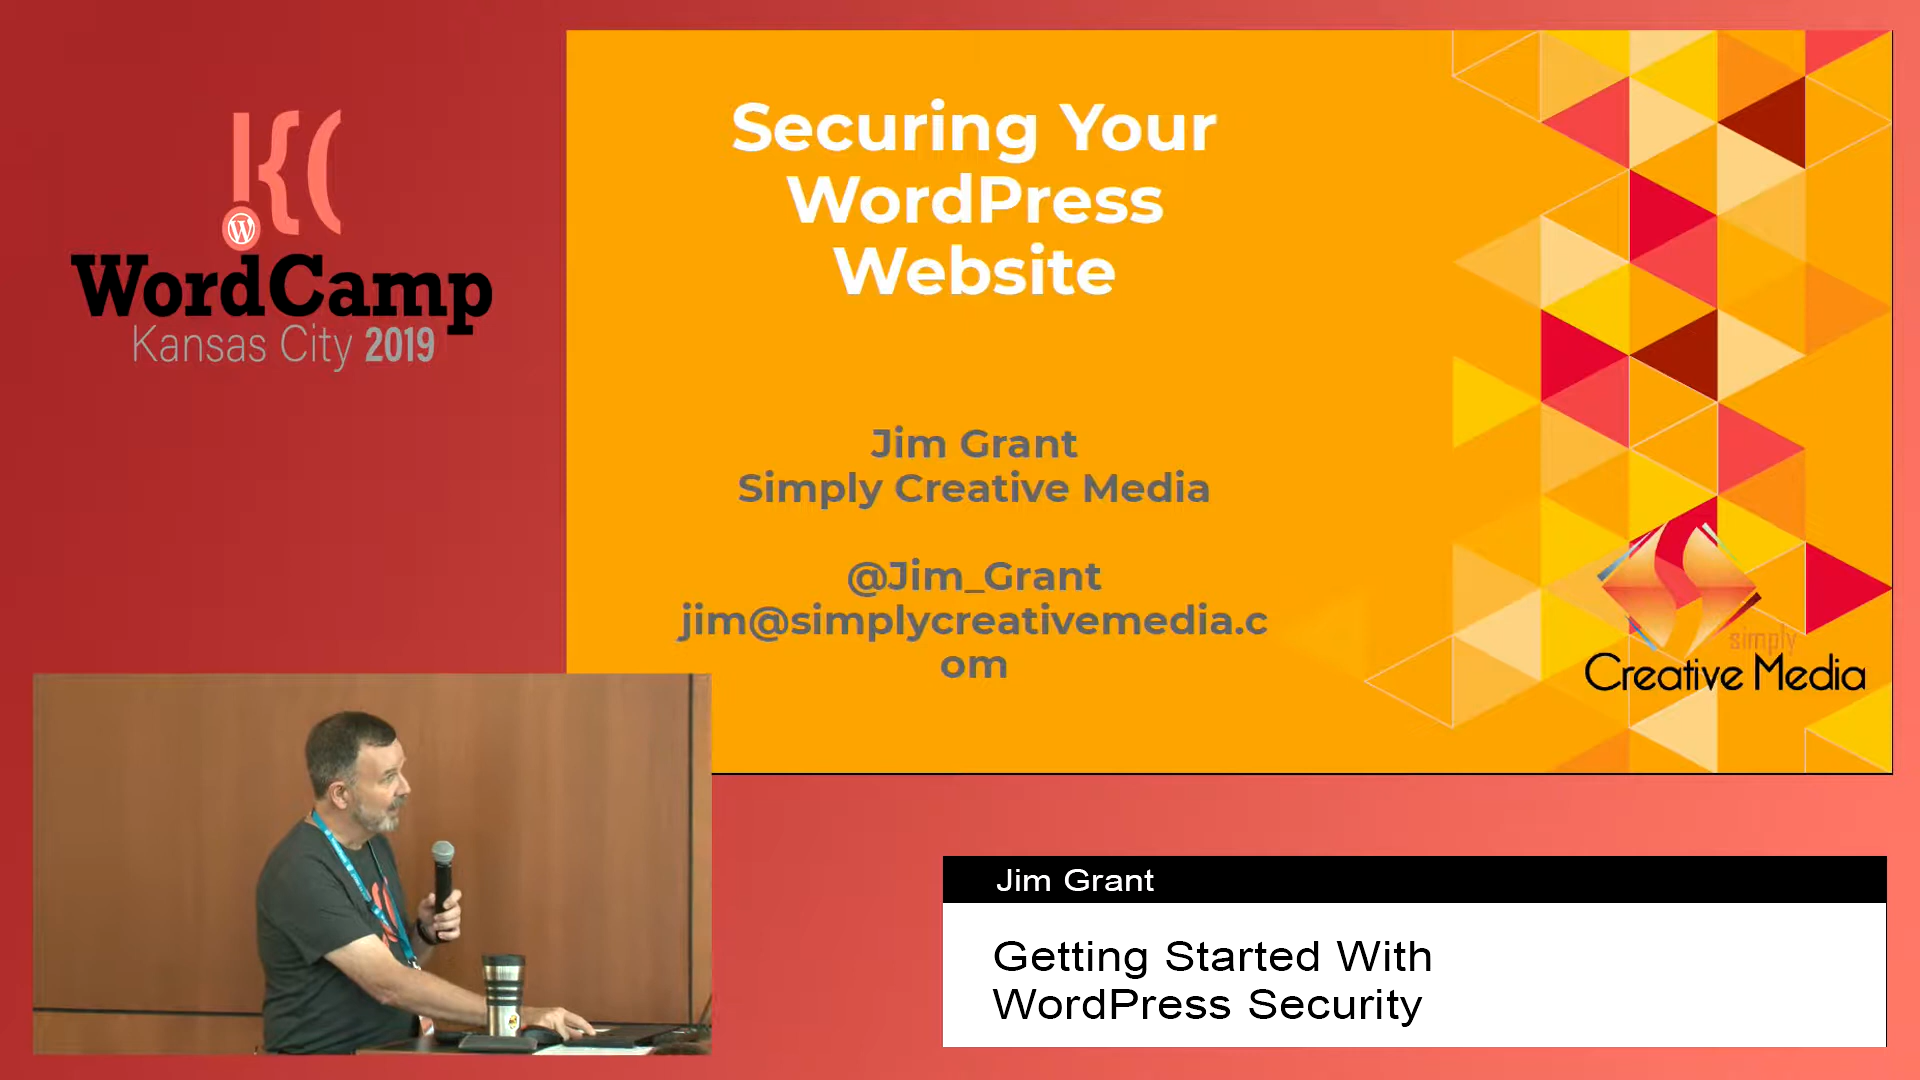 WordCamp
Kansas City 2019
Securing Your
WordPress
Website
Jim Grant
Simply Creative Media
@Jim_Grant
jim@simplycreativemedia.c
om
simply
Creative Media
Jim Grant
Getting Started With
WordPress Security